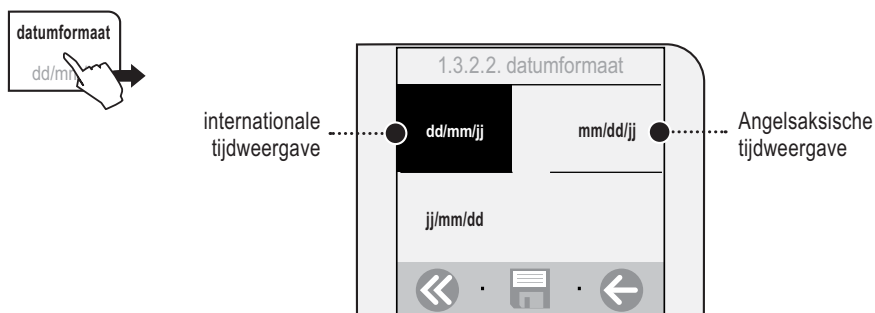 datumformaat
dd/mm
1.3.2.2. datumformaat
internationale
tijdweergave
dd/mm/jj
mm/dd/jj
Angelsaksische
tijdweergave
jj/mm/dd